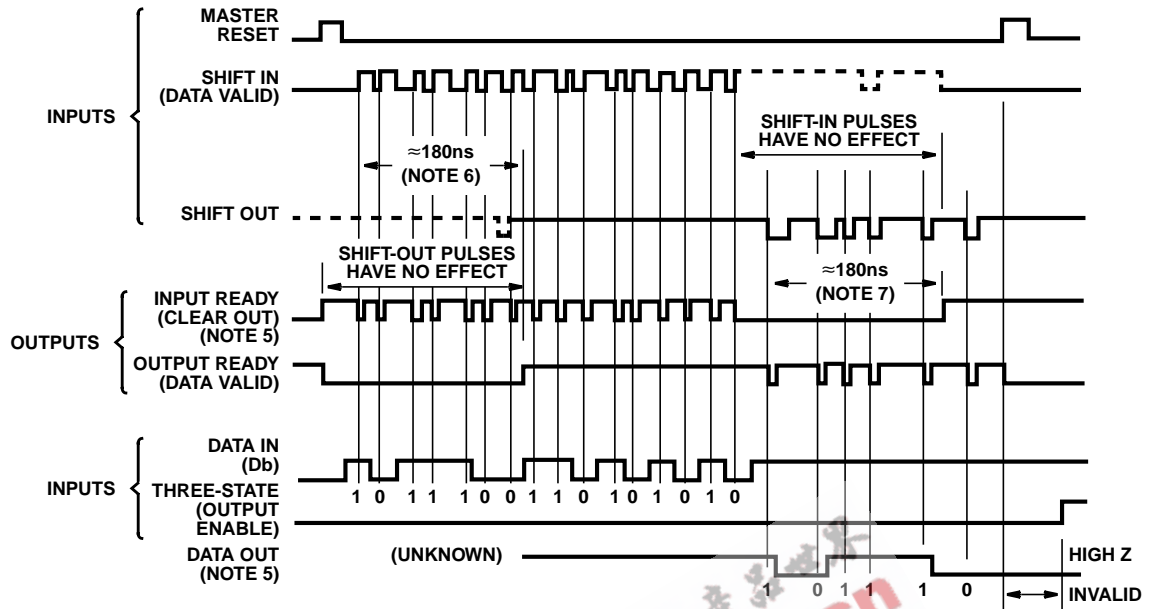 MASTER
RESET
SHIFT IN
(DATA VALID)
INPUTS
SHIFT-IN PULSES
HAVE NO EFFECT
≈180ns
(NOTE 6)
SHIFT OUT
SHIFT-OUT PULSES
HAVE NO EFFECT
≈180ns
(NOTE 7)
INPUT READY
(CLEAR OUT)
(NOTE 5)
OUTPUTS
OUTPUT READY
(DATA VALID)
DATA IN
(Db)
INPUTS
1 0 1 1 1 0 0 1 1 0 1 0 1 0 1 0
THREE-STATE
(OUTPUT
ENABLE)
DATA OUT
(NOTE 5)
(UNKNOWN)
HIGH Z
1 0 1 1 1 0
INVALID